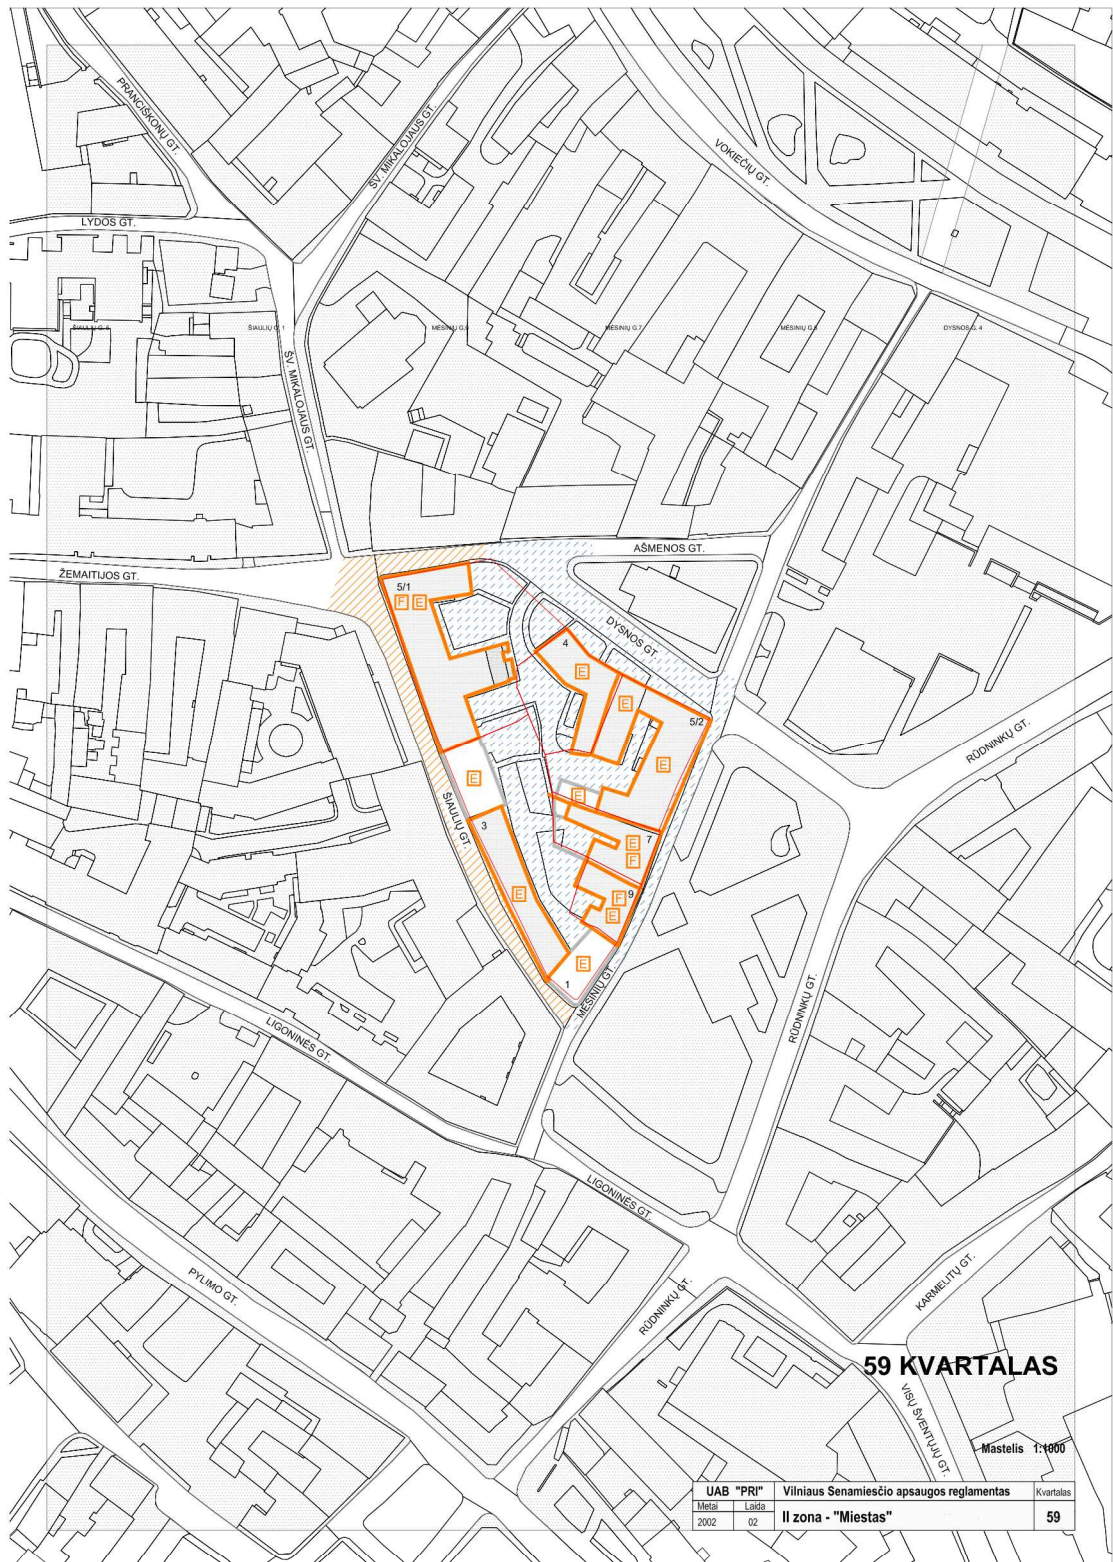 PRANCIŠKONŲ GT.
ŠV. MIKALOJAUS GT.
VOKIEČIŲ GT.
LYDOS GT.
ŠIAULIŲ G. 5
ŠIAULIŲ G. 1
MĖSINIŲ G.9
MĖSINIŲ G.7
MĖSINIŲ G.5
DYSNOS G. 4
ŠV. MIKALOJAUS GT.
AŠMENOS GT.
ŽEMAITIJOS GT.
5/1
F E
DYSNOS GT.
4
E
E
5/2
RŪDNINKŲ GT.
E
E
E
ŠIAULIŲ GT.
3
7
E
F
E
F 9
E
E
1
MĖSINIŲ GT.
LIGONINĖS GT.
RŪDNINKŲ GT.
LIGONINĖS GT.
PYLIMO GT.
RŪDNINKŲ GT.
KARMELITŲ GT.
59 KVARTALAS
VISŲ ŠVENTŲJŲ GT.
Mastelis 1:1000
UAB "PRI" Vilniaus Senamiesčio apsaugos reglamentas Kvartalas
Metai Laida II zona - "Miestas" 59
2002 02